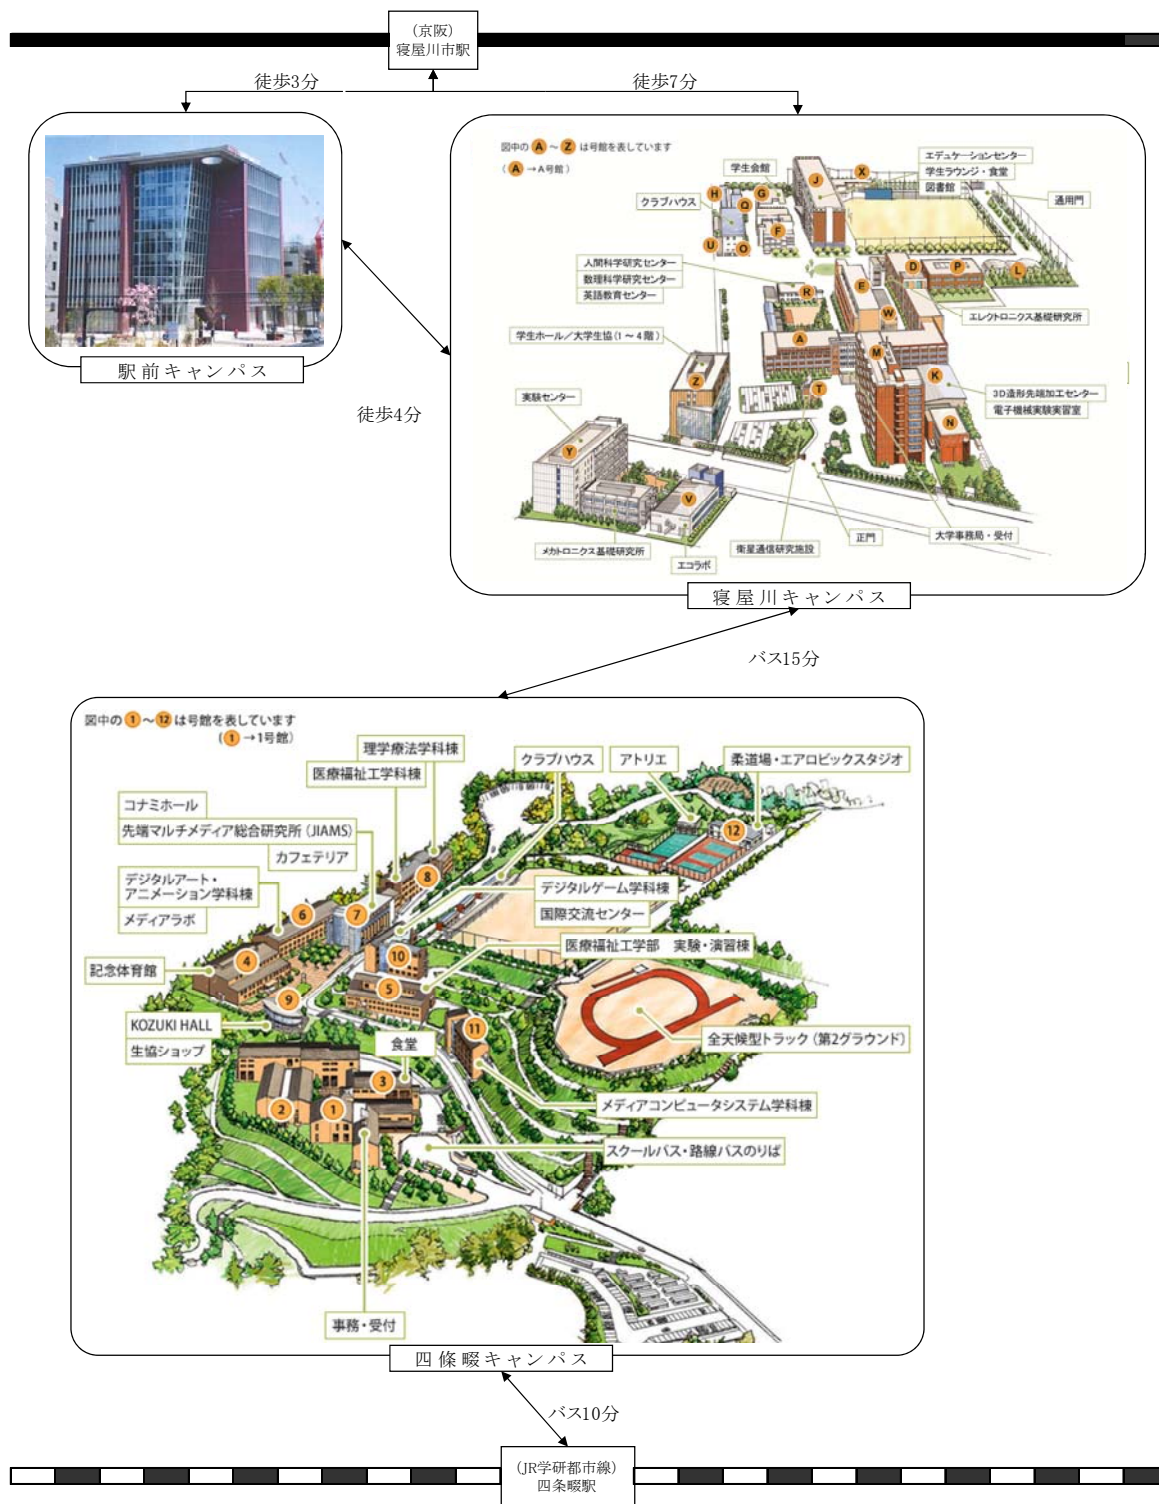 (京阪)
寝屋川市駅
徒歩3分
徒歩7分
駅前キャンパス
徒歩4分
図中の A ～ Z は号館を表しています
( A →A号館)
エデュケーションセンター
学生ラウンジ・食堂
図書館
学生会館
通用門
クラブハウス
H
Q
G
J
X
U
O
F
人間科学研究センター
数理科学研究センター
英語教育センター
R
E
D
P
L
W
エレクトロニクス基礎研究所
学生ホール／大学生協(1～4階)
A
M
K
Z
T
N
3D造形先端加工センター
電子機械実験実習室
実験センター
Y
V
メカトロニクス基礎研究所
エコラボ
衛星通信研究施設
正門
大学事務局・受付
寝屋川キャンパス
バス15分
図中の 1 ～ 12 は号館を表しています
( 1 →1号館)
理学療法学科棟
医療福祉工学科棟
クラブハウス
アトリエ
柔道場・エアロビックスタジオ
コナミホール
先端マルチメディア総合研究所(JIAMS)
カフェテリア
デジタルアート・
アニメーション学科棟
メディアラボ
デジタルゲーム学科棟
国際交流センター
医療福祉工学部 実験・演習棟
記念体育館
12
8
6
7
4
10
5
9
11
3
2
1
KOZUKI HALL
生協ショップ
食堂
全天候型トラック(第2グラウンド)
メディアコンピュータシステム学科棟
スクールバス・路線バスのりば
事務・受付
四條畷キャンパス
バス10分
(JR学研都市線)
四条畷駅